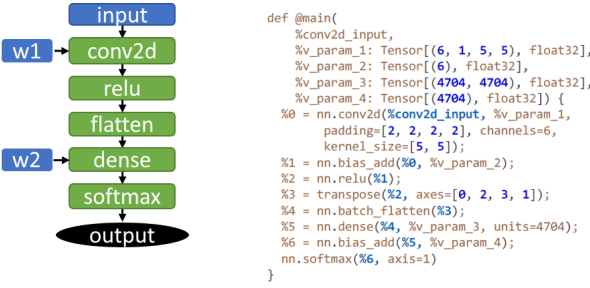 input
w1
conv2d
relu
flatten
w2
dense
softmax
output
def @main(
%conv2d_input,
%v_param_1: Tensor[(6, 1, 5, 5), float32],
%v_param_2: Tensor[(6), float32],
%v_param_3: Tensor[(4704, 4704), float32],
%v_param_4: Tensor[(4704), float32]) {
%0 = nn.conv2d(%conv2d_input, %v_param_1,
padding=[2, 2, 2, 2], channels=6,
kernel_size=[5, 5]);
%1 = nn.bias_add(%0, %v_param_2);
%2 = nn.relu(%1);
%3 = transpose(%2, axes=[0, 2, 3, 1]);
%4 = nn.batch_flatten(%3);
%5 = nn.dense(%4, %v_param_3, units=4704);
%6 = nn.bias_add(%5, %v_param_4);
nn.softmax(%6, axis=1)
}